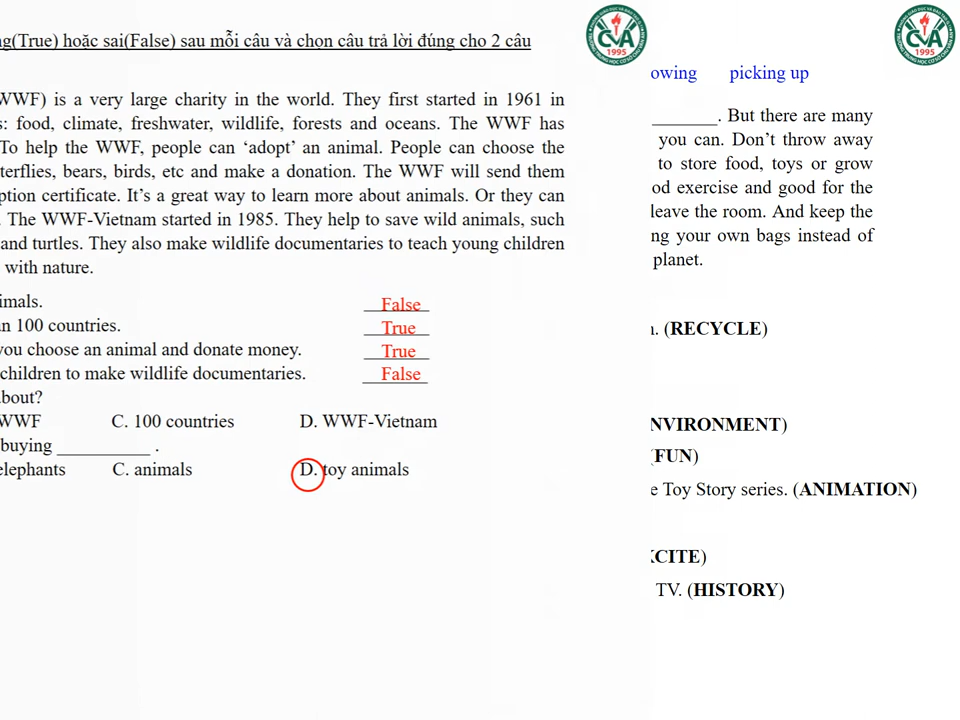 ng(True) hoặc sai(False) sau mỗi câu và chọn câu trả lời đúng cho 2 câu
WWF) is a very large charity in the world. They first started in 1961 in
s: food, climate, freshwater, wildlife, forests and oceans. The WWF has
To help the WWF, people can ‘adopt’ an animal. People can choose the
tterflies, bears, birds, etc and make a donation. The WWF will send them
ption certificate. It’s a great way to learn more about animals. Or they can
. The WWF-Vietnam started in 1985. They help to save wild animals, such
and turtles. They also make wildlife documentaries to teach young children
with nature.
imals. False
an 100 countries. True
you choose an animal and donate money. True
children to make wildlife documentaries. False
about?
WWF C. 100 countries D. WWF-Vietnam
buying __________ .
elephants C. animals D. toy animals
CVA
1995
CVA
1995
owing picking up
_______. But there are many
you can. Don’t throw away
to store food, toys or grow
od exercise and good for the
leave the room. And keep the
ng your own bags instead of
planet.
. (RECYCLE)
NVIRONMENT)
(FUN)
e Toy Story series. (ANIMATION)
CITE)
TV. (HISTORY)